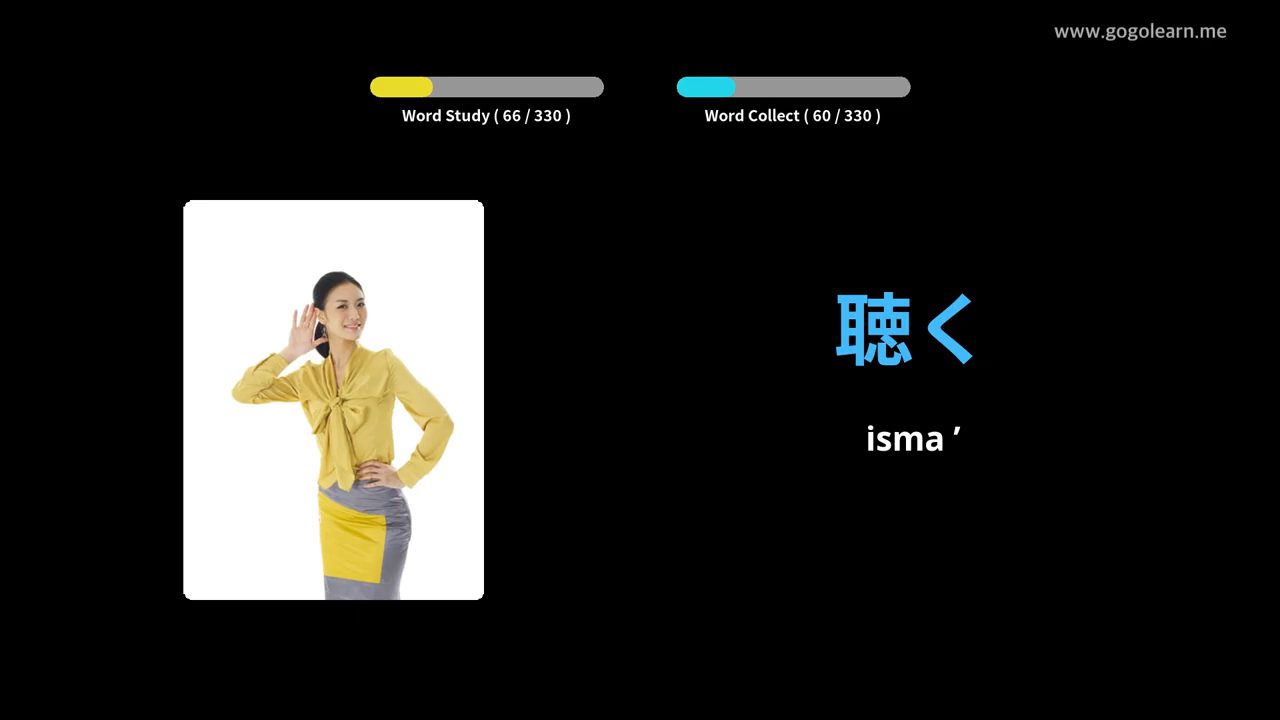 www.gogolearn.me
Word Study ( 66 / 330 )
Word Collect ( 60 / 330 )
聴く
isma ’